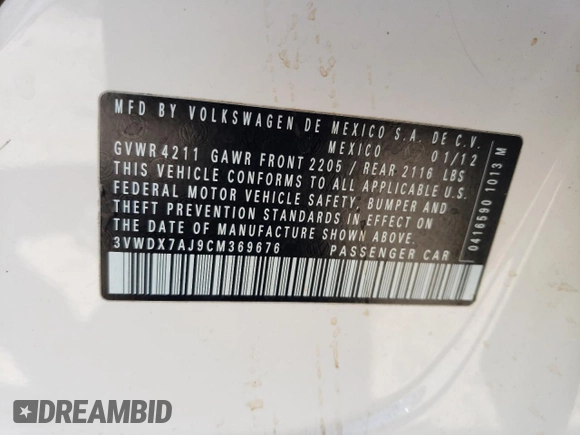 MFD BY VOLKSWAGEN DE MEXICO S.A. DE C.V.
MEXICO 01/12
GVWR 4211 GAWR FRONT 2205 / REAR 2116 LBS
THIS VEHICLE CONFORMS TO ALL APPLICABLE U.S.
FEDERAL MOTOR VEHICLE SAFETY, BUMPER AND
THEFT PREVENTION STANDARDS IN EFFECT ON
THE DATE OF MANUFACTURE SHOWN ABOVE.
3VWDX7AJ9CM369676 PASSENGER CAR
0416590 1013 M
DREAMBID